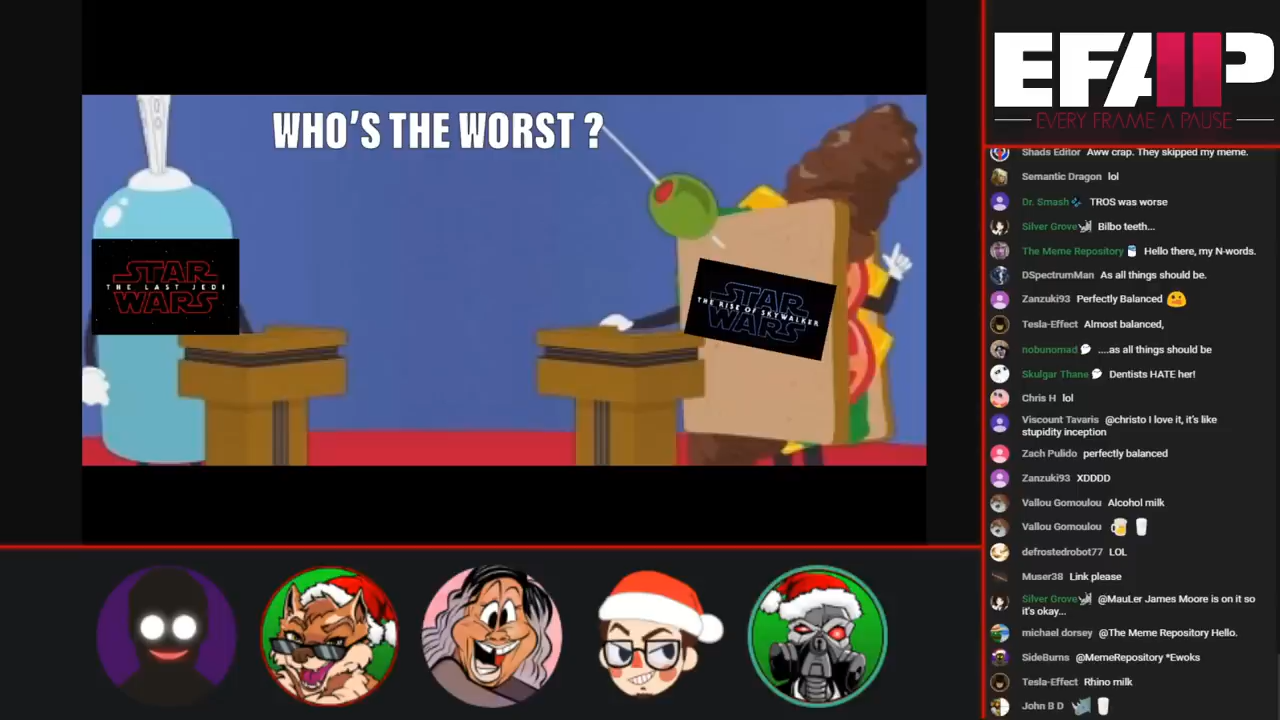 WHO'S THE WORST ?
STAR
THE LAST JEDI
WARS
STAR
THE RISE OF SKYWALKER
WARS
EFAP
EVERY FRAME A PAUSE
Shads Editor Aww crap. They skipped my meme.
Semantic Dragon lol
Dr. Smash TROS was worse
Silver Grove Bilbo teeth...
The Meme Repository Hello there, my N-words.
DSpectrumMan As all things should be.
Zanzuki93 Perfectly Balanced
Tesla-Effect Almost balanced,
nobunomad ....as all things should be
Skulgar Thane Dentists HATE her!
Chris H lol
Viscount Tavaris @christo I love it, it's like
stupidity inception
Zach Pulido perfectly balanced
Zanzuki93 XDDDD
Vallou Gomoulou Alcohol milk
Vallou Gomoulou
defrostedrobot77 LOL
Muser38 Link please
Silver Grove @MauLer James Moore is on it so
it's okay...
michael dorsey @The Meme Repository Hello.
SideBurns @MemeRepository *Ewoks
Tesla-Effect Rhino milk
John B D